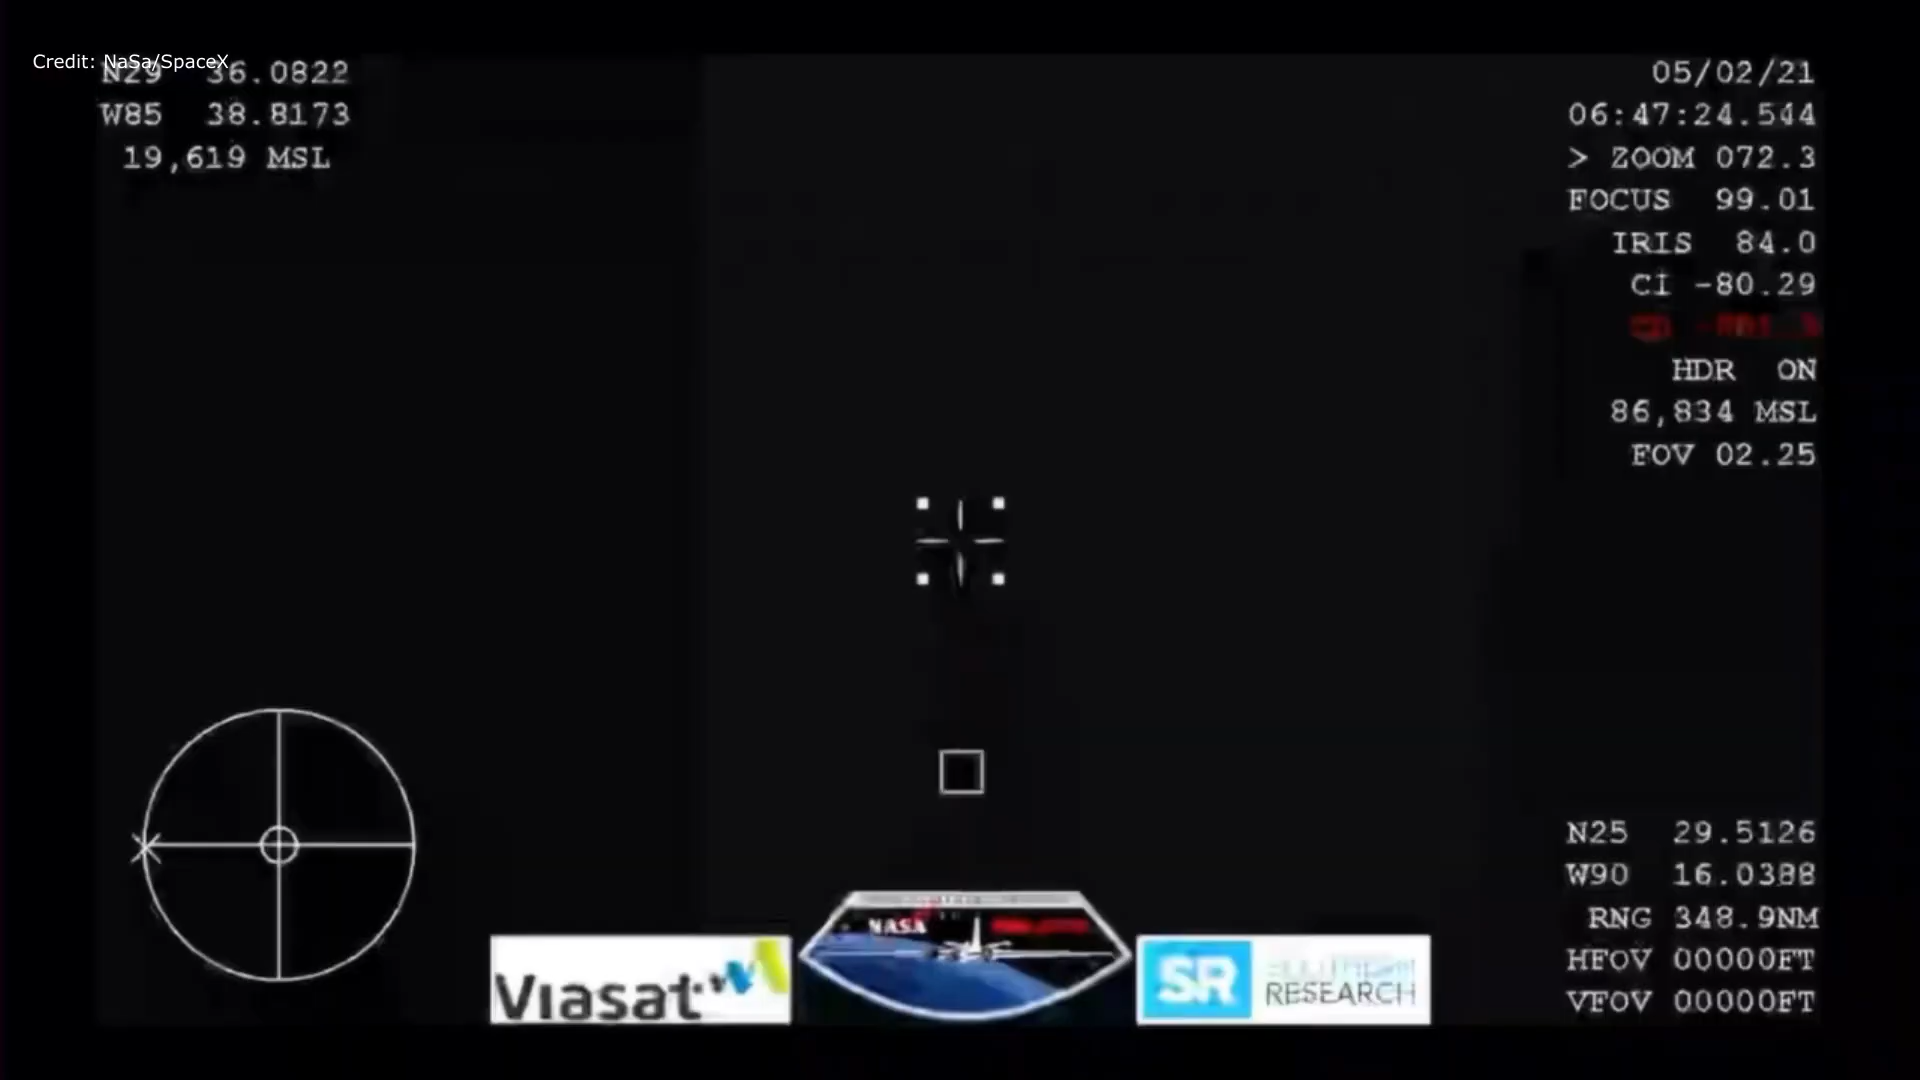 Credit: NaSa/SpaceX
N29 36.0822
W85 38.8173
19,619 MSL
05/02/21
06:47:24.544
> ZOOM 072.3
FOCUS 99.01
IRIS 84.0
CI -80.29
HDR ON
86,834 MSL
FOV 02.25
N25 29.5126
W90 16.0388
RNG 348.9NM
HFOV 00000FT
VFOV 00000FT
Viasat
NASA
SR
RESEARCH